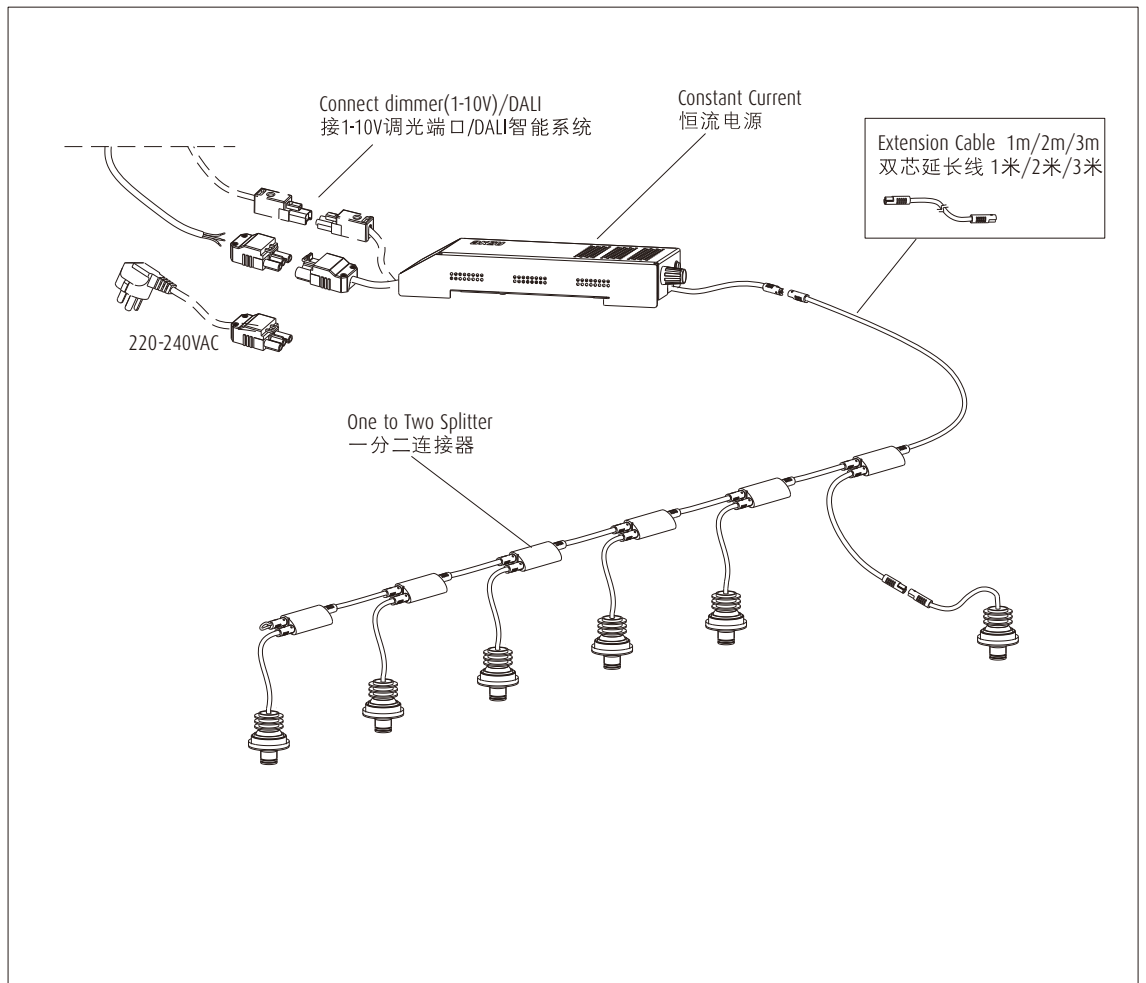 Connect dimmer(1-10V)/DALI
接1-10V调光端口/DALI智能系统
Constant Current
恒流电源
Extension Cable 1m/2m/3m
双芯延长线 1米/2米/3米
220-240VAC
One to Two Splitter
一分二连接器